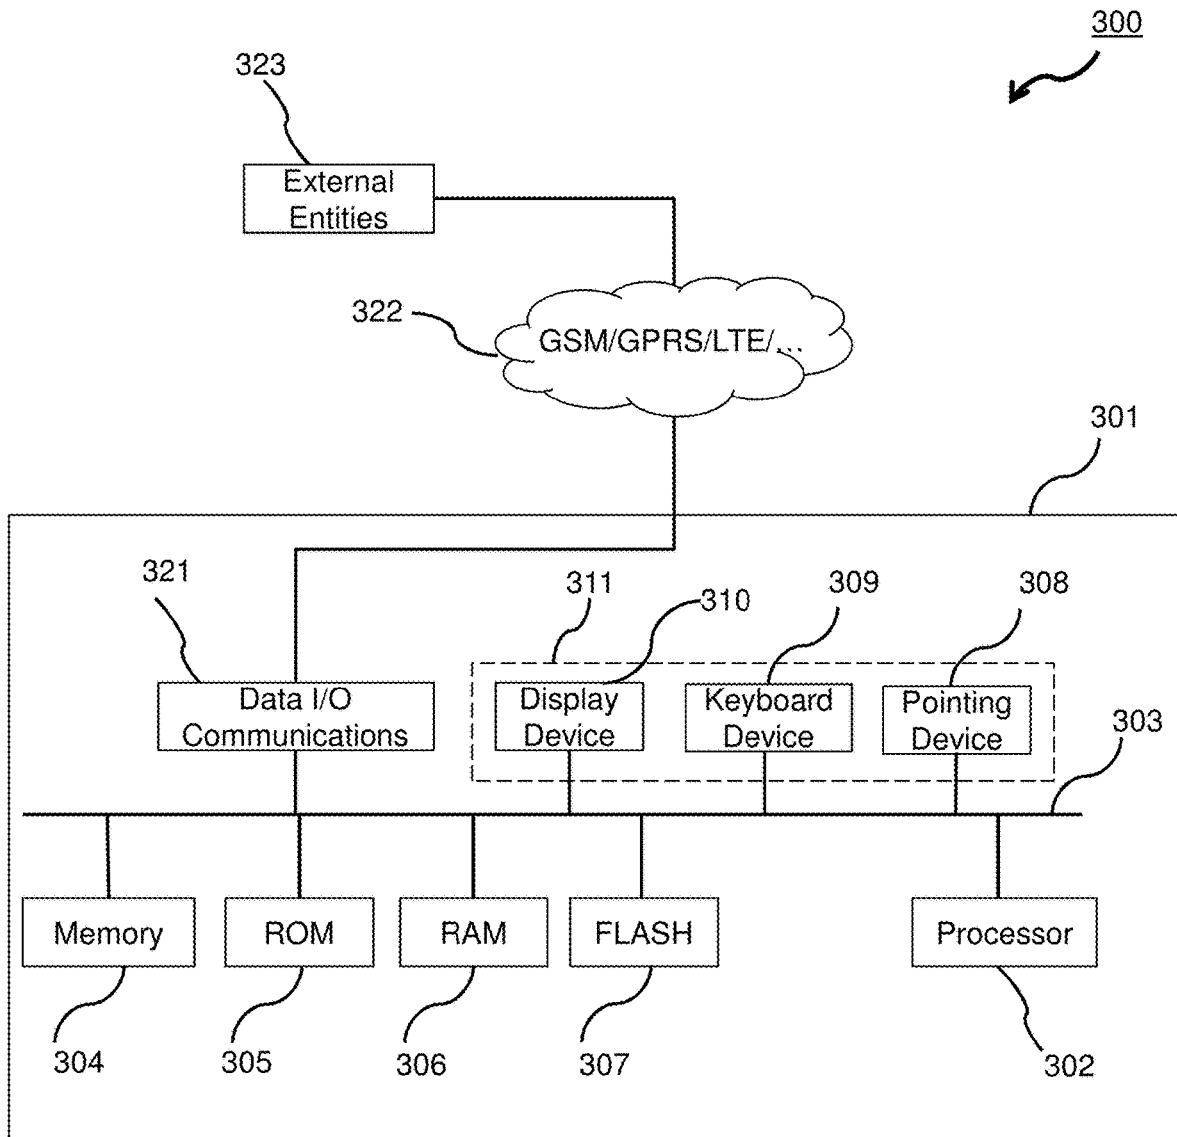 300
323
External
Entities
322
GSM/GPRS/LTE/...
301
321
311
310
309
308
Data I/O
Communications
Display
Device
Keyboard
Device
Pointing
Device
303
Memory
ROM
RAM
FLASH
Processor
304
305
306
307
302